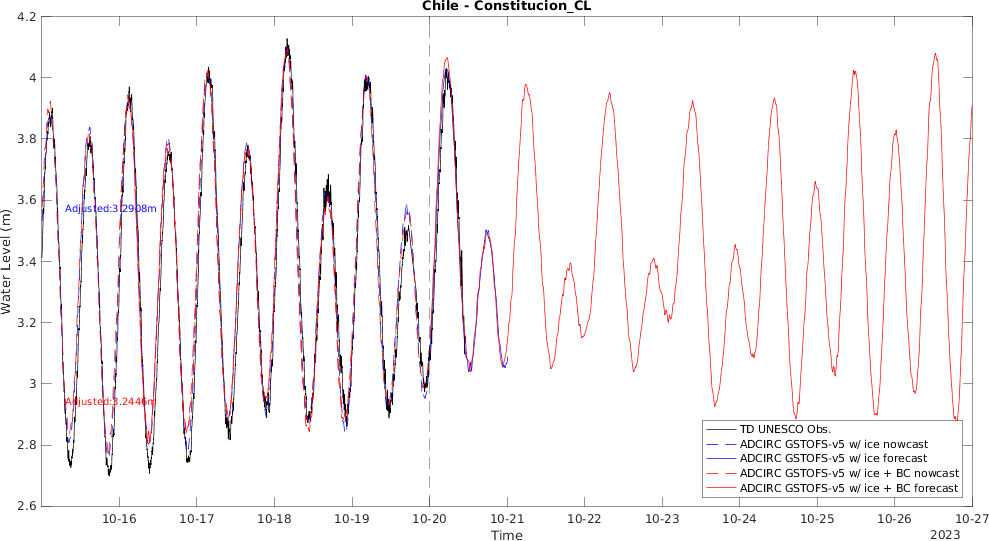 Chile - Constitucion_CL
4.2
4
3.8
3.6
3.4
3.2
3
2.8
2.6
Water Level (m)
Adjusted:3.2908m
Adjusted:3.2446m
TD UNESCO Obs.
ADCIRC GSTOFS-v5 w/ ice nowcast
ADCIRC GSTOFS-v5 w/ ice forecast
ADCIRC GSTOFS-v5 w/ ice + BC nowcast
ADCIRC GSTOFS-v5 w/ ice + BC forecast
10-16 10-17 10-18 10-19 10-20 10-21 10-22 10-23 10-24 10-25 10-26 10-27
Time
2023